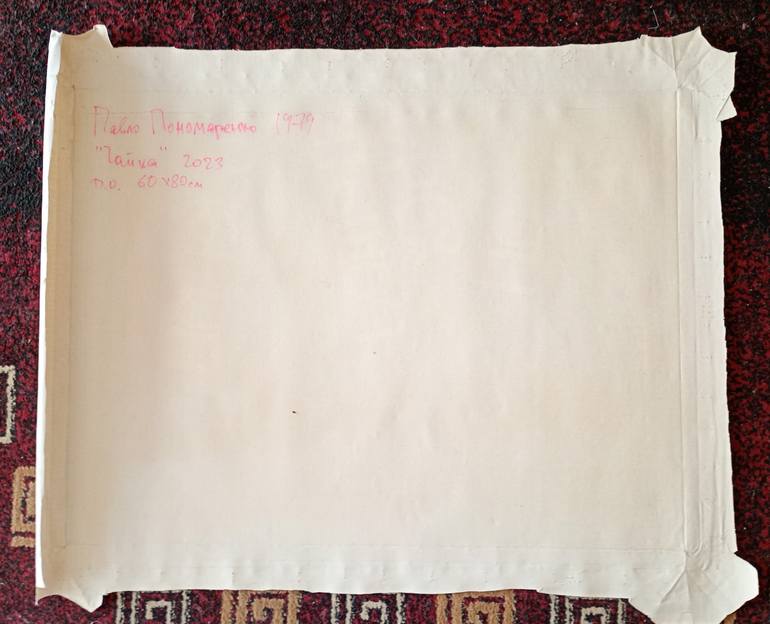 Павло Пономаренко 1979
"Чайка" 2023
п.о. 60х80см